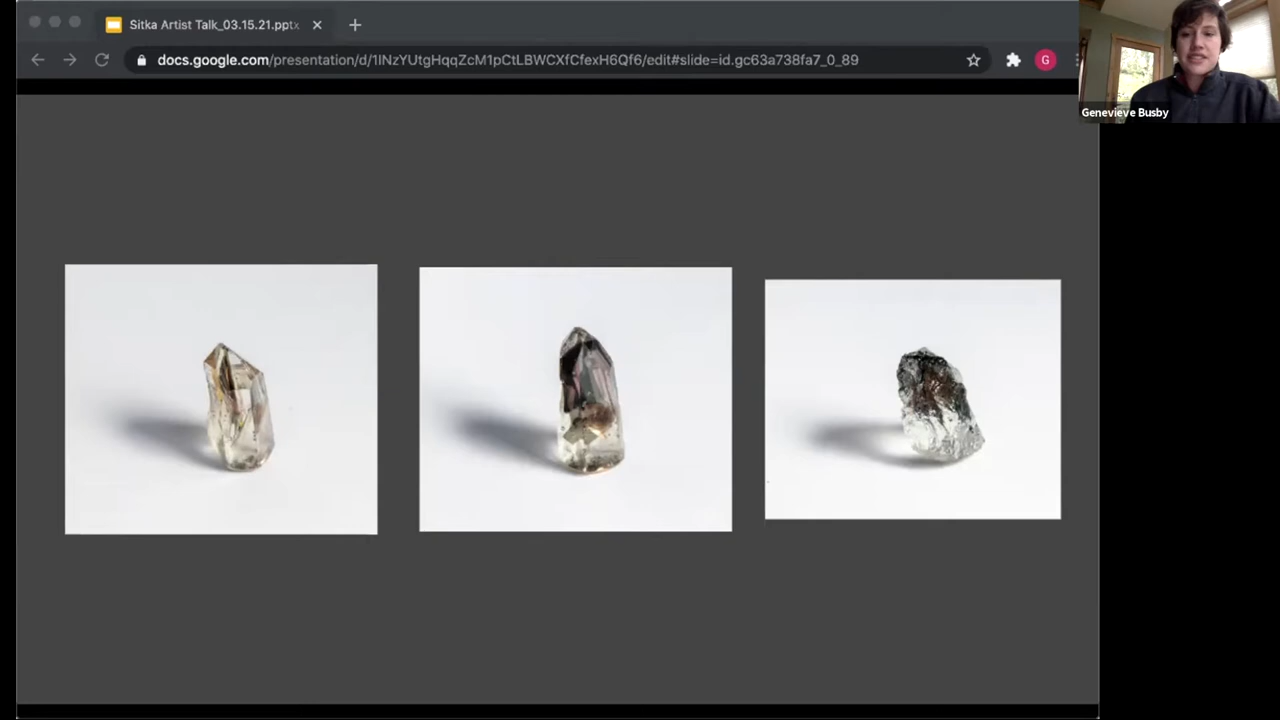 Sitka Artist Talk_03.15.21.pptx
docs.google.com/presentation/d/1lNzYUtgHqqZcM1pCtLBWCXfCfexH6Qf6/edit#slide=id.gc63a738fa7_0_89
G
Genevieve Busby